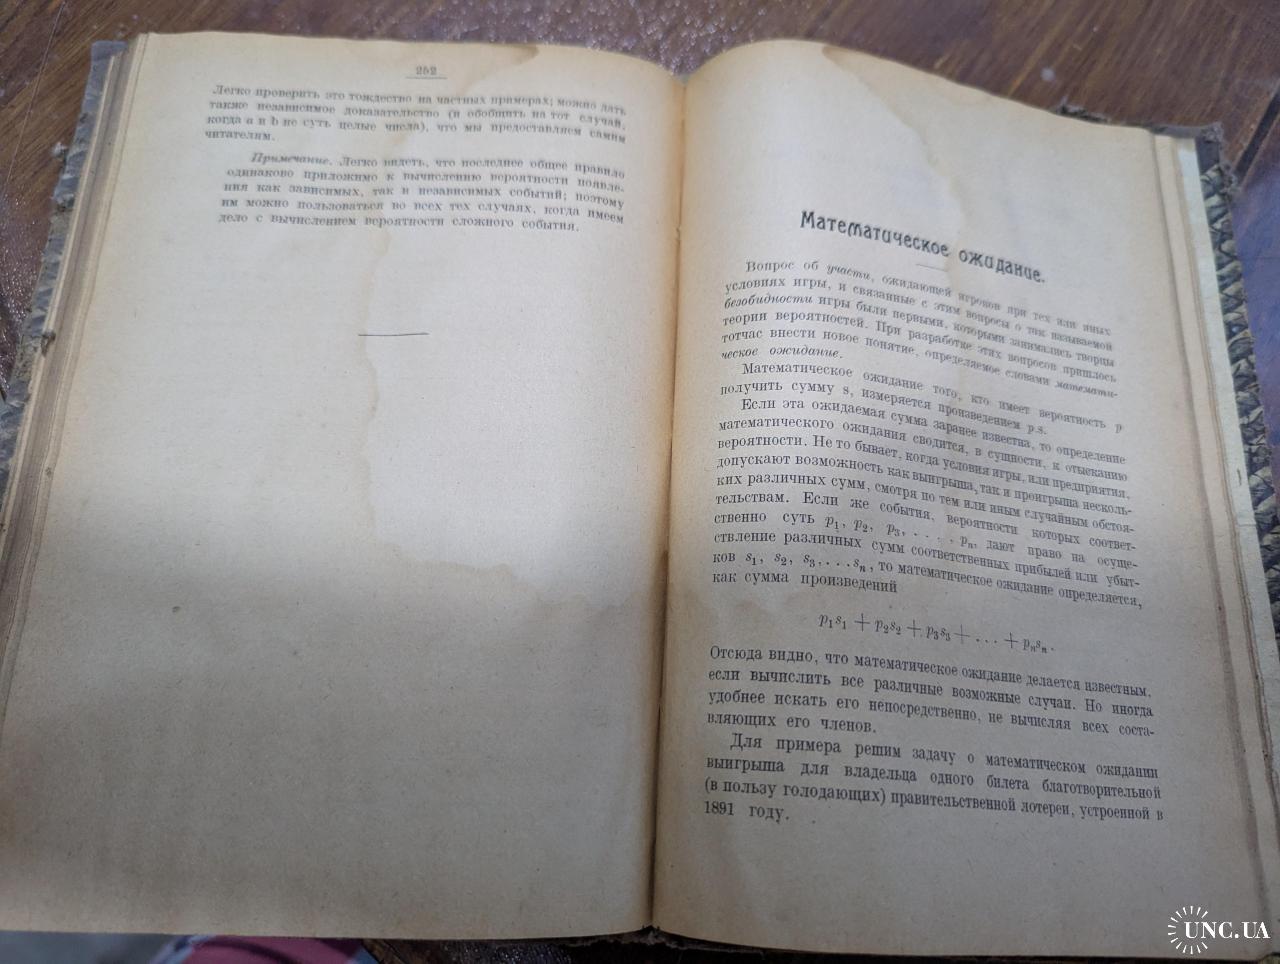 252
Легко проверить это тождество на частных примерах; можно дать
также независимое доказательство (и обобщить на тот случай,
когда a и b не суть целые числа), что мы предоставляем самим
читателям.
Примечание. Легко видеть, что последнее общее правило
одинаково приложимо к вычислению вероятности появле-
ния как зависимых, так и независимых событий; поэтому
им можно пользоваться во всех тех случаях, когда имеем
дело с вычислением вероятности сложного события.
Математическое ожидание.
Вопрос об участи, ожидающей игроков при тех или иных
условиях игры, и связанные с этим вопросы о так называемой
безобидности игры были первыми, которыми занимались творцы
теории вероятностей. При разработке этих вопросов пришлось
тотчас внести новое понятие, определяемое словами математи-
ческое ожидание.
Математическое ожидание того, кто имеет вероятность p
получить сумму s, измеряется произведением p.s.
Если эта ожидаемая сумма заранее известна, то определение
математического ожидания сводится, в сущности, к отысканию
вероятности. Не то бывает, когда условия игры, или предприятия,
допускают возможность как выигрыша, так и проигрыша несколь-
ких различных сумм, смотря по тем или иным случайным обстоя-
тельствам. Если же события, вероятности которых соответ-
ственно суть p₁, p₂, p₃, . . . , pₙ, дают право на осуще-
ствление различных сумм соответственных прибылей или убыт-
ков s₁, s₂, s₃, . . . sₙ, то математическое ожидание определяется,
как сумма произведений
p₁s₁ + p₂s₂ + p₃s₃ + . . . + pₙsₙ.
Отсюда видно, что математическое ожидание делается известным,
если вычислить все различные возможные случаи. Но иногда
удобнее искать его непосредственно, не вычисляя всех соста-
вляющих его членов.
Для примера решим задачу о математическом ожидании
выигрыша для владельца одного билета благотворительной
(в пользу голодающих) правительственной лотереи, устроенной в
1891 году.
UNC.UA